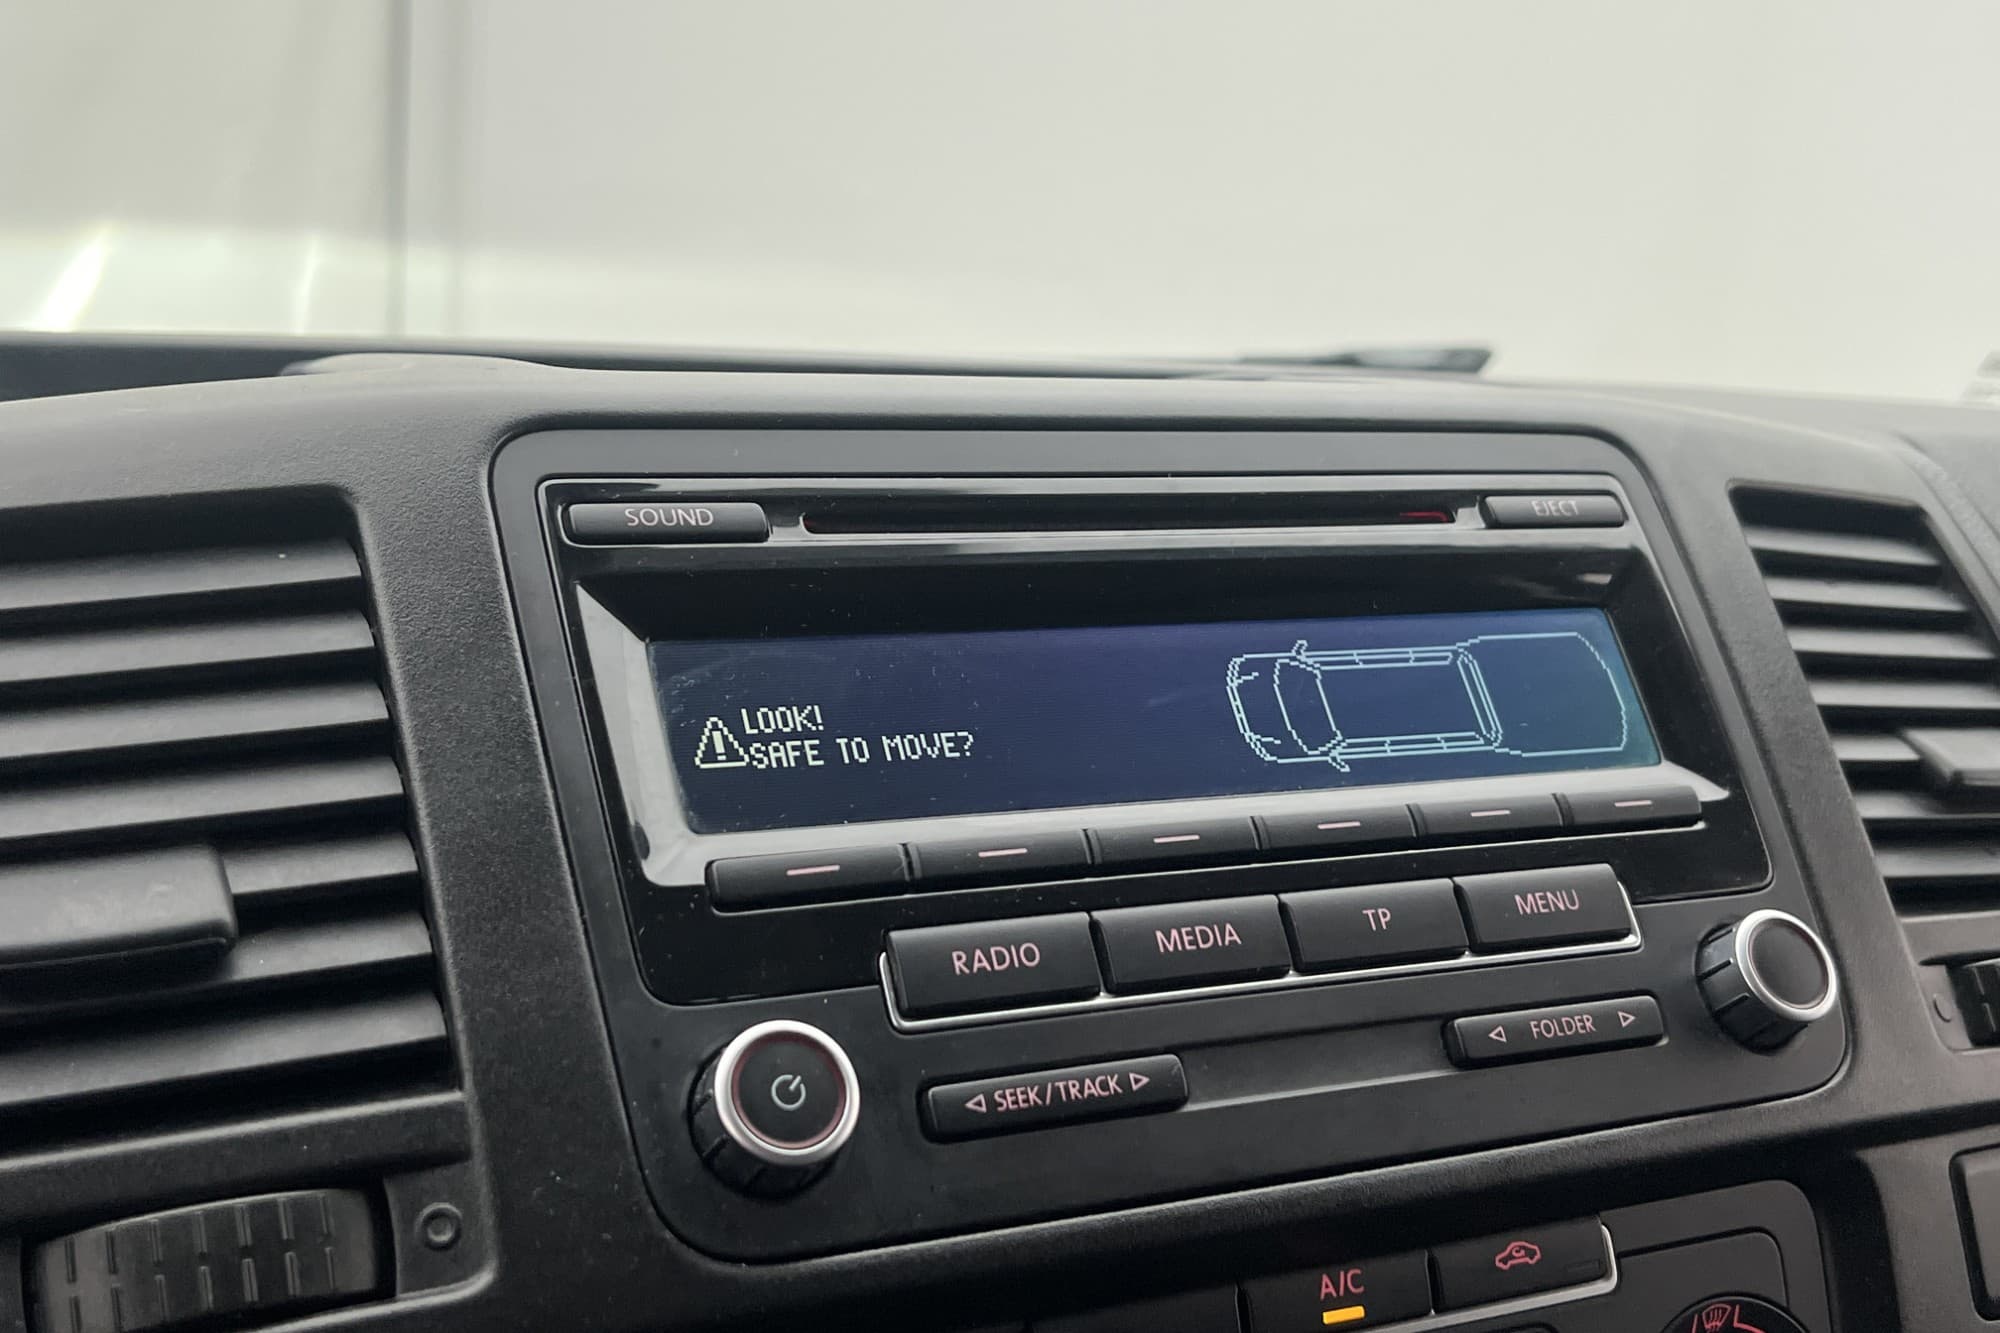 SOUND
EJECT
LOOK!
SAFE TO MOVE?
RADIO
MEDIA
TP
MENU
SEEK/TRACK
FOLDER
A/C